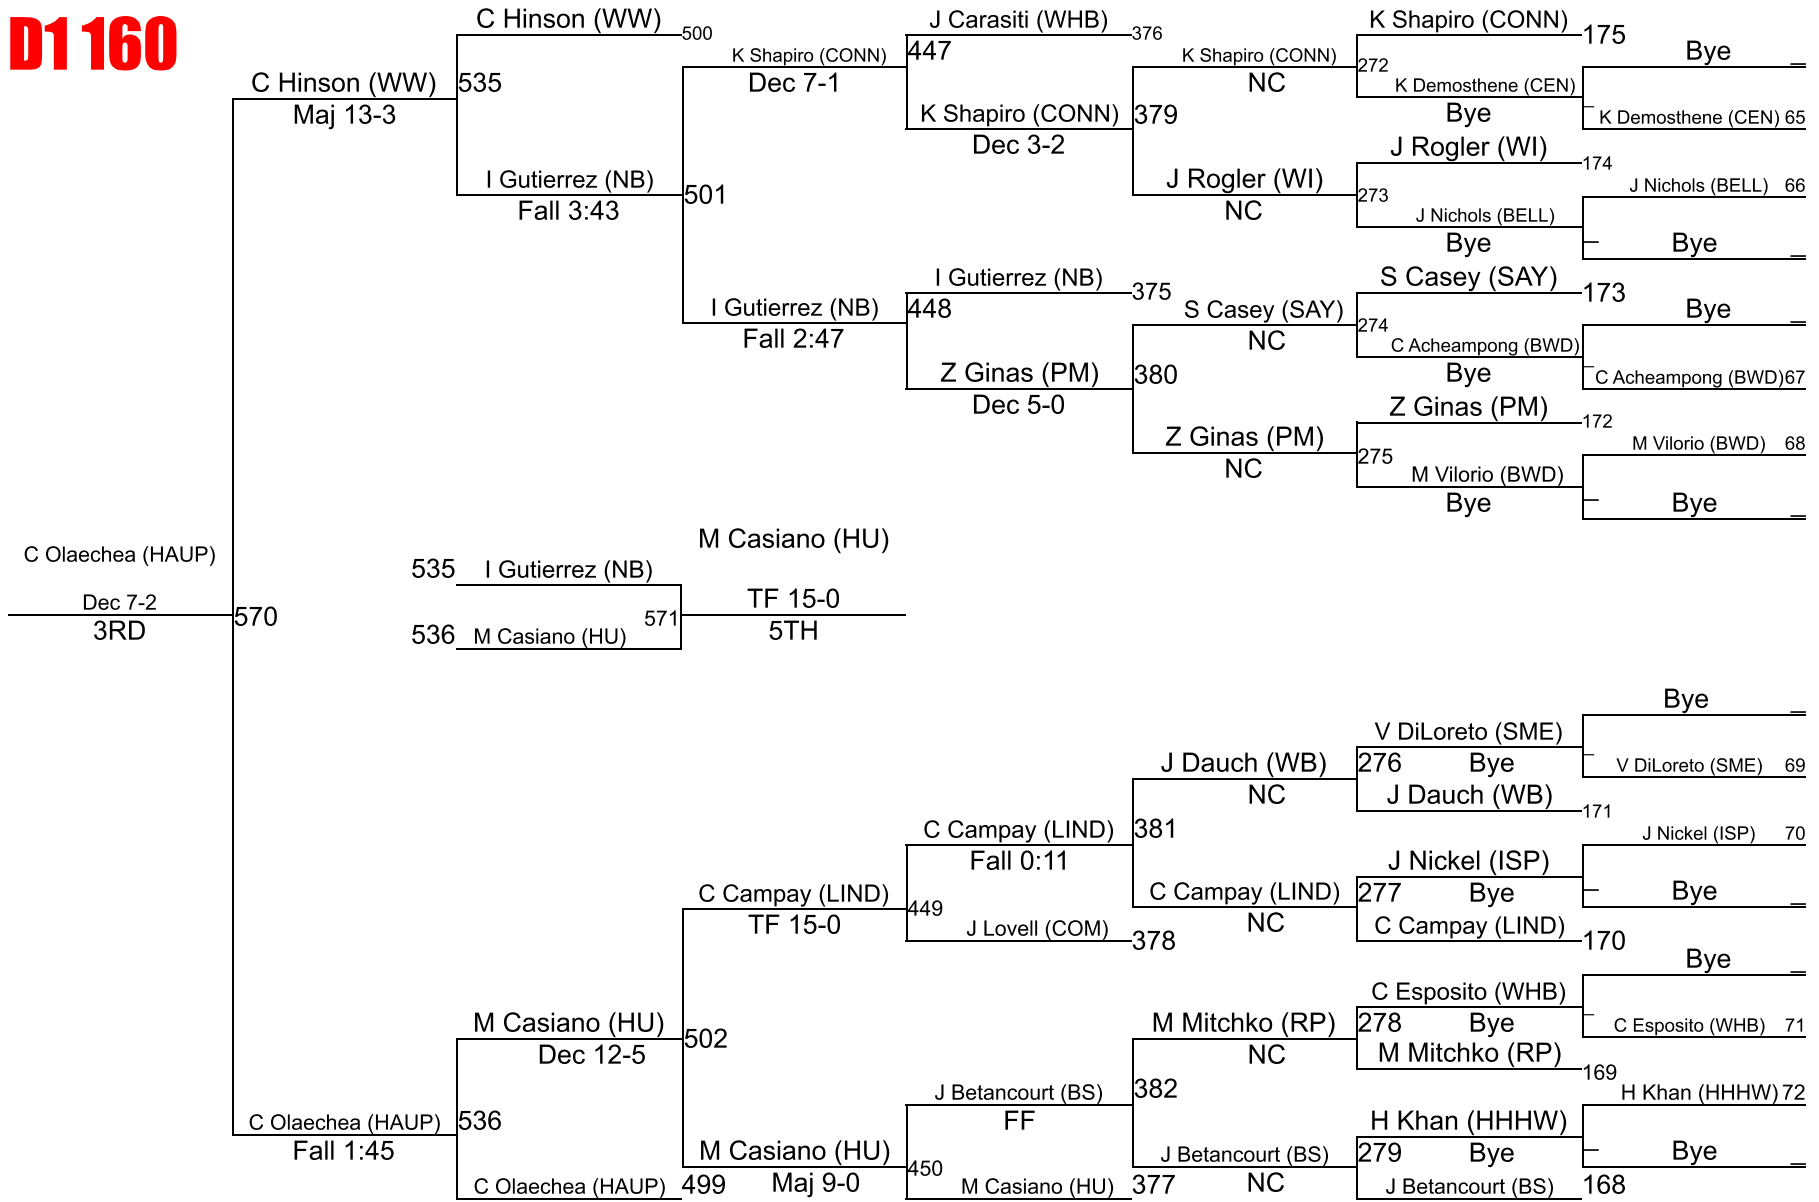 D1 160
C Hinson (WW)
J Carasiti (WHB)
K Shapiro (CONN)
500
376
175
Bye _
K Shapiro (CONN)
447
K Shapiro (CONN)
272
C Hinson (WW)
535
Dec 7-1
NC
K Demosthene (CEN)
Maj 13-3
K Shapiro (CONN)
379
Bye
_
K Demosthene (CEN) 65
Dec 3-2
J Rogler (WI)
174
I Gutierrez (NB)
501
J Rogler (WI)
273
J Nichols (BELL) 66
Fall 3:43
NC
J Nichols (BELL)
Bye
_
Bye _
I Gutierrez (NB)
375
S Casey (SAY)
173
I Gutierrez (NB)
448
S Casey (SAY)
274
Bye _
Fall 2:47
NC
C Acheampong (BWD)
Z Ginas (PM)
380
Bye
_
C Acheampong (BWD) 67
Dec 5-0
Z Ginas (PM)
172
Z Ginas (PM)
275
M Vilorio (BWD) 68
NC
M Vilorio (BWD)
Bye
_
Bye _
M Casiano (HU)
C Olaechea (HAUP)
535
I Gutierrez (NB)
Dec 7-2
570
571
TF 15-0
3RD
536
M Casiano (HU)
5TH
Bye _
V DiLoreto (SME)
J Dauch (WB)
276
Bye
_
V DiLoreto (SME) 69
NC
J Dauch (WB)
171
C Campay (LIND)
381
J Nickel (ISP) 70
Fall 0:11
J Nickel (ISP)
C Campay (LIND)
449
C Campay (LIND)
277
Bye
_
Bye _
TF 15-0
J Lovell (COM)
378
NC
C Campay (LIND)
170
Bye _
C Esposito (WHB)
M Casiano (HU)
502
M Mitchko (RP)
278
Bye
_
C Esposito (WHB) 71
Dec 12-5
NC
M Mitchko (RP)
169
J Betancourt (BS)
382
H Khan (HHHW) 72
C Olaechea (HAUP)
536
FF
H Khan (HHHW)
Fall 1:45
M Casiano (HU)
450
J Betancourt (BS)
279
Bye
_
Bye _
C Olaechea (HAUP)
499
Maj 9-0
M Casiano (HU)
377
NC
J Betancourt (BS)
168